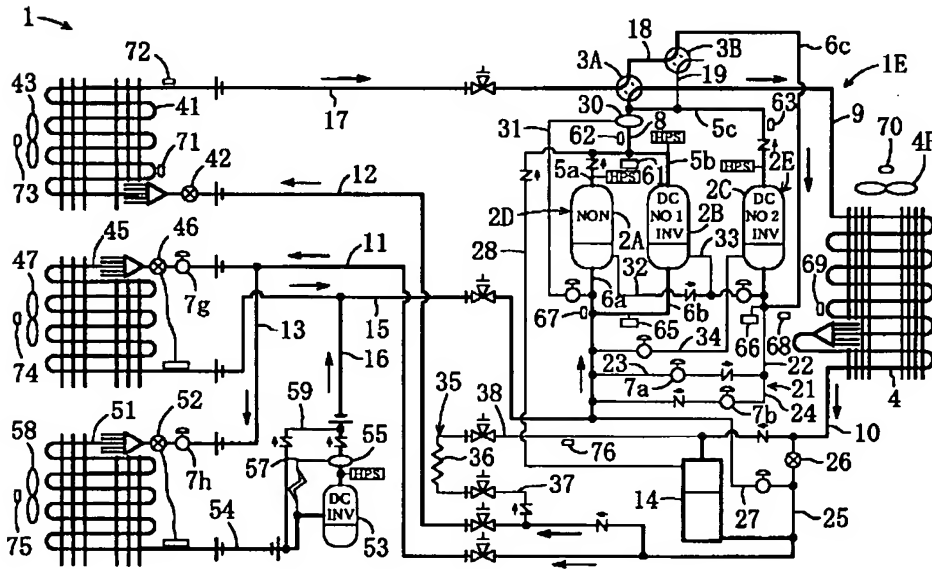 1
72
18
3A
3B
6c
1E
43
41
17
30
19
63
9
31
62
8
HPS
5c
70
4F
71
73
42
12
5a
HPS
61
5b
HPS
2E
2C
2D
NON
2A
DC
NO 1
INV
2B
DC
NO 2
INV
45
46
11
28
33
32
47
7g
6a
69
13
15
67
65
6b
66
68
34
74
16
23
22
7a
21
24
4
51
52
59
35
38
7b
10
58
55
57
HPS
36
76
26
7h
DC
INV
37
14
27
25
75
54
53